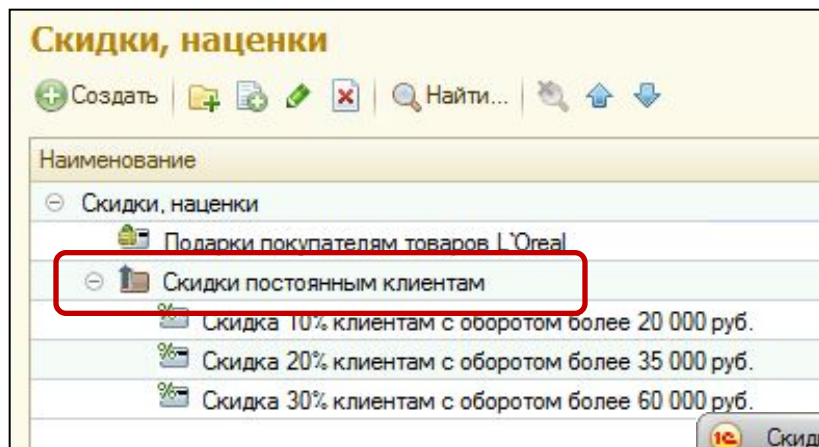 Скидки, наценки
Создать Найти...
Наименование
Скидки, наценки
Подарки покупателям товаров L`Oreal
Скидки постоянным клиентам
Скидка 10% клиентам с оборотом более 20 000 руб.
Скидка 20% клиентам с оборотом более 35 000 руб.
Скидка 30% клиентам с оборотом более 60 000 руб.
1С